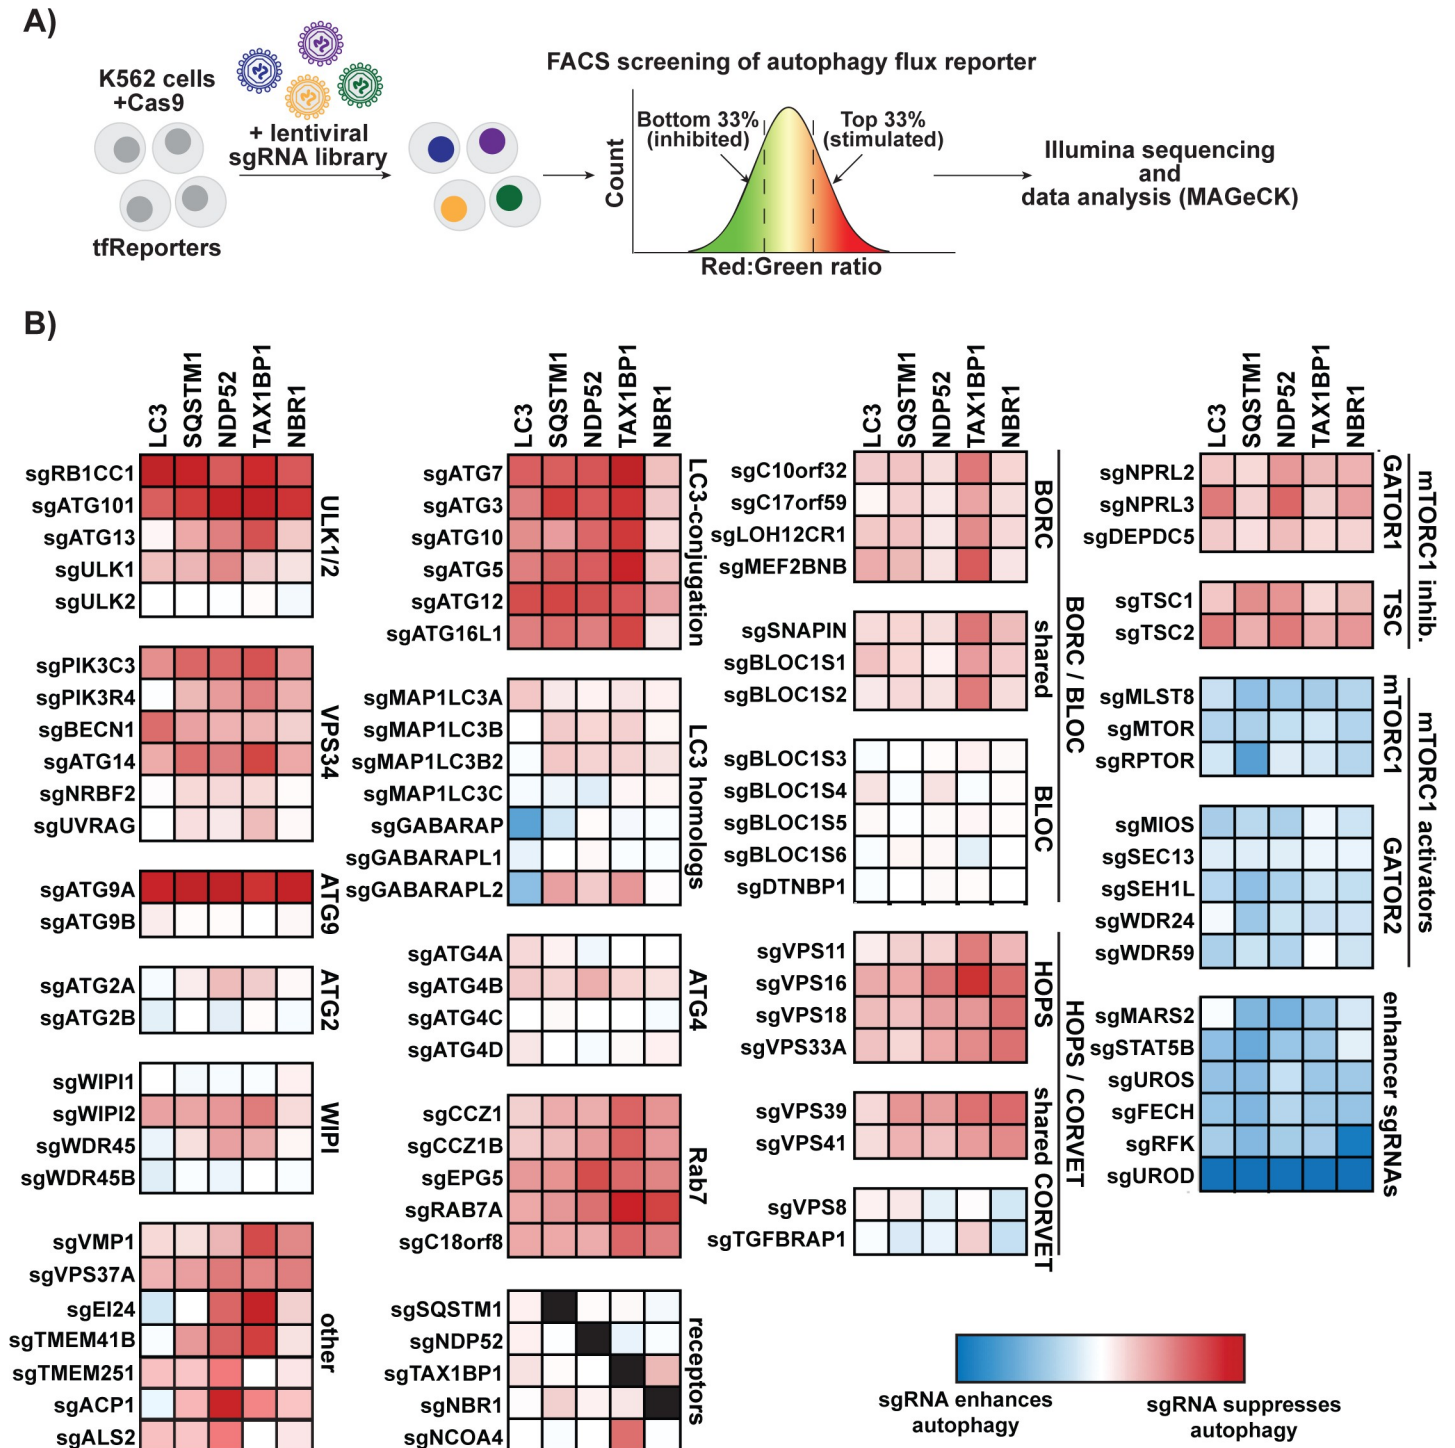 A)
K562 cells
+Cas9
+ lentiviral
sgRNA library
tfReporters
FACS screening of autophagy flux reporter
Bottom 33%
(inhibited)
Top 33%
(stimulated)
Count
Red:Green ratio
Illumina sequencing
and
data analysis (MAGeCK)
B)
LC3
SQSTM1
NDP52
TAX1BP1
NBR1
sgRB1CC1
sgATG101
sgATG13
sgULK1
sgULK2
ULK1/2
sgPIK3C3
sgPIK3R4
sgBECN1
sgATG14
sgNRBF2
sgUVRAG
VPS34
sgATG9A
sgATG9B
ATG9
sgATG2A
sgATG2B
ATG2
sgWIPI1
sgWIPI2
sgWDR45
sgWDR45B
WIPI
sgVMP1
sgVPS37A
sgEI24
sgTMEM41B
sgTMEM251
sgACP1
sgALS2
other
LC3
SQSTM1
NDP52
TAX1BP1
NBR1
sgATG7
sgATG3
sgATG10
sgATG5
sgATG12
sgATG16L1
LC3-conjugation
sgMAP1LC3A
sgMAP1LC3B
sgMAP1LC3B2
sgMAP1LC3C
sgGABARAP
sgGABARAPL1
sgGABARAPL2
LC3 homologs
sgATG4A
sgATG4B
sgATG4C
sgATG4D
ATG4
sgCCZ1
sgCCZ1B
sgEPG5
sgRAB7A
sgC18orf8
Rab7
sgSQSTM1
sgNDP52
sgTAX1BP1
sgNBR1
sgNCOA4
receptors
LC3
SQSTM1
NDP52
TAX1BP1
NBR1
sgC10orf32
sgC17orf59
sgLOH12CR1
sgMEF2BNB
BORC
sgSNAPIN
sgBLOC1S1
sgBLOC1S2
shared
sgBLOC1S3
sgBLOC1S4
sgBLOC1S5
sgBLOC1S6
sgDTNBP1
BLOC
BORC / BLOC
sgVPS11
sgVPS16
sgVPS18
sgVPS33A
HOPS
sgVPS39
sgVPS41
shared
sgVPS8
sgTGFBRAP1
CORVET
HOPS / CORVET
LC3
SQSTM1
NDP52
TAX1BP1
NBR1
sgNPRL2
sgNPRL3
sgDEPDC5
GATOR1
sgTSC1
sgTSC2
TSC
mTORC1 inhib.
sgMLST8
sgMTOR
sgRPTOR
mTORC1
sgMIOS
sgSEC13
sgSEH1L
sgWDR24
sgWDR59
GATOR2
mTORC1 activators
sgMARS2
sgSTAT5B
sgUROS
sgFECH
sgRFK
sgUROD
enhancer sgRNAs
sgRNA enhances
autophagy
sgRNA suppresses
autophagy